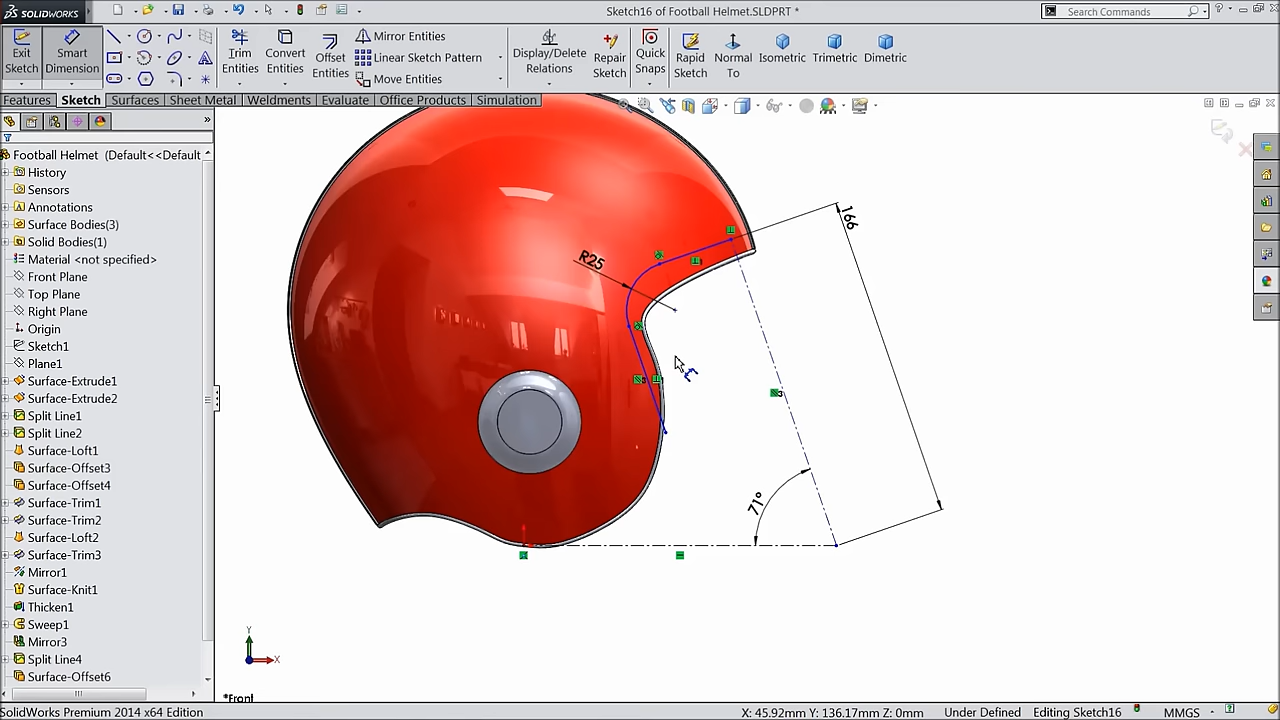 SOLIDWORKS
Sketch16 of Football Helmet.SLDPRT *
Search Commands
Exit Sketch
Smart Dimension
Trim Entities
Convert Entities
Offset Entities
Mirror Entities
Linear Sketch Pattern
Move Entities
Display/Delete Relations
Repair Sketch
Quick Snaps
Rapid Sketch
Normal To
Isometric
Trimetric
Dimetric
Features
Sketch
Surfaces
Sheet Metal
Weldments
Evaluate
Office Products
Simulation
Football Helmet (Default<<Default
History
Sensors
Annotations
Surface Bodies(3)
Solid Bodies(1)
Material <not specified>
Front Plane
Top Plane
Right Plane
Origin
Sketch1
Plane1
Surface-Extrude1
Surface-Extrude2
Split Line1
Split Line2
Surface-Loft1
Surface-Offset3
Surface-Offset4
Surface-Trim1
Surface-Trim2
Surface-Loft2
Surface-Trim3
Mirror1
Surface-Knit1
Thicken1
Sweep1
Mirror3
Split Line4
Surface-Offset6
R25
166
71°
3
Y
X
*Front
SolidWorks Premium 2014 x64 Edition
X: 45.92mm Y: 136.17mm Z: 0mm
Under Defined
Editing Sketch16
MMGS